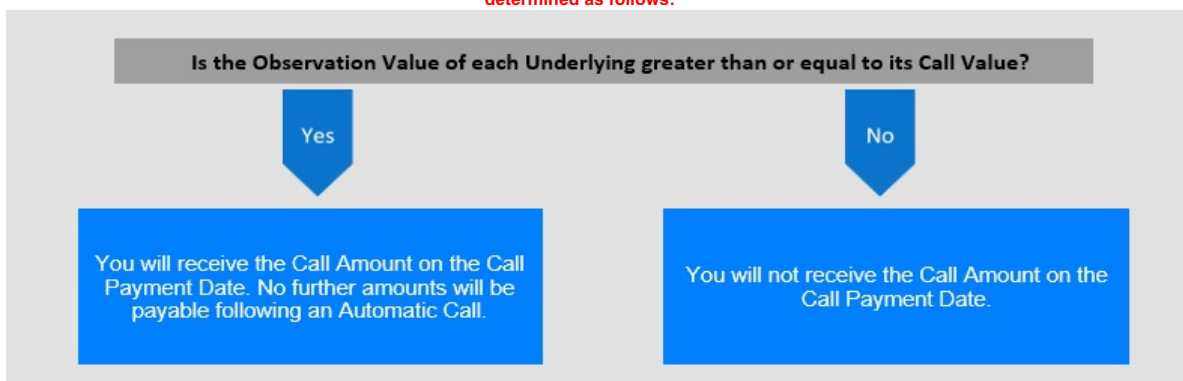 determined as follows:
Is the Observation Value of each Underlying greater than or equal to its Call Value?
Yes
No
You will receive the Call Amount on the Call
Payment Date. No further amounts will be
payable following an Automatic Call.
You will not receive the Call Amount on the
Call Payment Date.